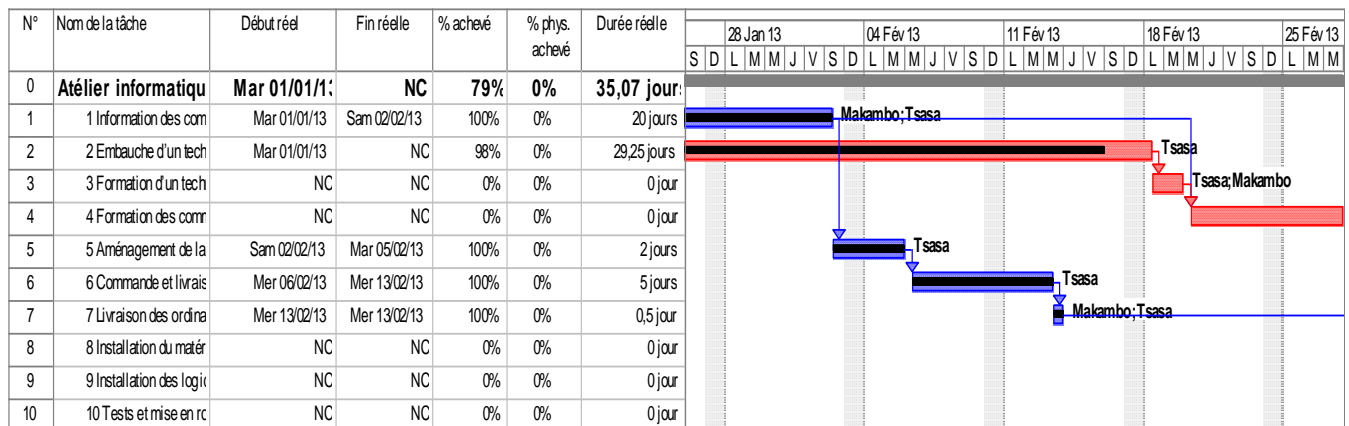 N° Nom de la tâche Début réel Fin réelle % achevé % phys. achevé Durée réelle
28 Jan 13 04 Fév 13 11 Fév 13 18 Fév 13 25 Fév 13
S D L M M J V S D L M M J V S D L M M J V S D L M M J V S D L M M
0 Atélier informatiqu Mar 01/01/1 NC 79% 0% 35,07 jour
1 1 Information des com Mar 01/01/13 Sam 02/02/13 100% 0% 20 jours Makambo;Tsasa
2 2 Embauche d'un tech Mar 01/01/13 NC 98% 0% 29,25 jours Tsasa
3 3 Formation d'un tech NC NC 0% 0% 0 jour Tsasa;Makambo
4 4 Formation des comm NC NC 0% 0% 0 jour
5 5 Aménagement de la Sam 02/02/13 Mar 05/02/13 100% 0% 2 jours Tsasa
6 6 Commande et livrais Mer 06/02/13 Mer 13/02/13 100% 0% 5 jours Tsasa
7 7 Livraison des ordina Mer 13/02/13 Mer 13/02/13 100% 0% 0,5 jour Makambo;Tsasa
8 8 Installation du matér NC NC 0% 0% 0 jour
9 9 Installation des logic NC NC 0% 0% 0 jour
10 10 Tests et mise en ro NC NC 0% 0% 0 jour